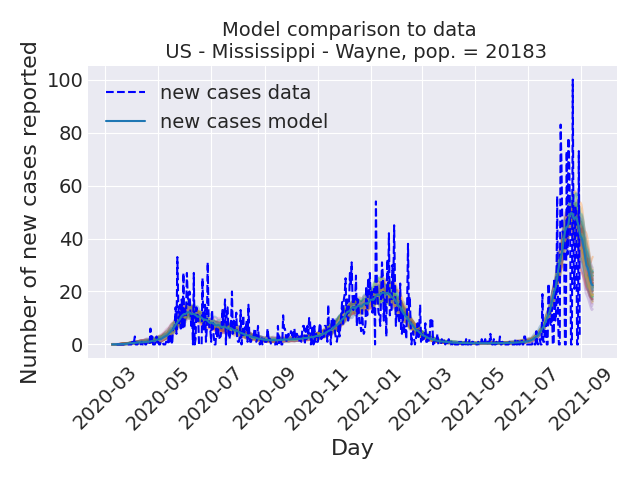 Model comparison to data
US - Mississippi - Wayne, pop. = 20183
Number of new cases reported
100
80
60
40
20
0
new cases data
new cases model
2020-03
2020-05
2020-07
2020-09
2020-11
2021-01
2021-03
2021-05
2021-07
2021-09
Day